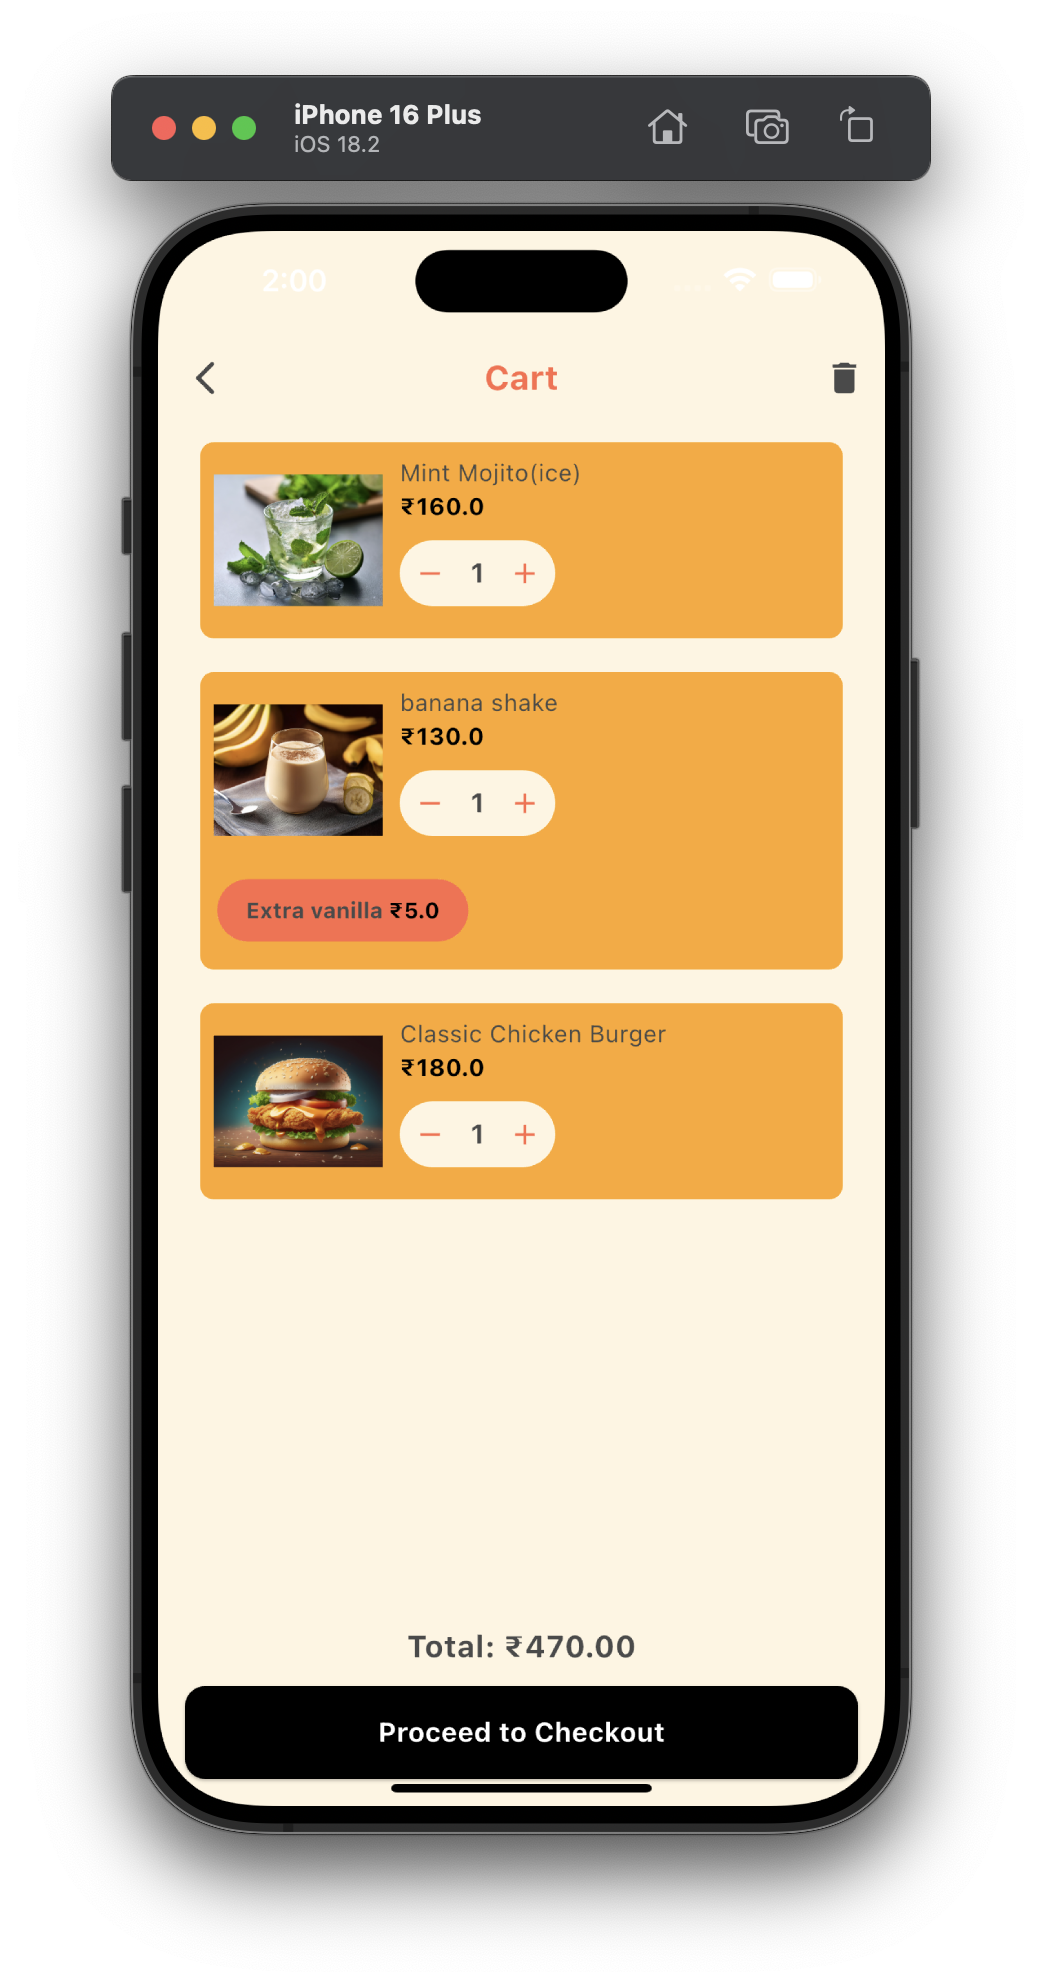 iPhone 16 Plus
iOS 18.2
2:00
Cart
Mint Mojito(ice)
₹160.0
1
banana shake
₹130.0
1
Extra vanilla ₹5.0
Classic Chicken Burger
₹180.0
1
Total: ₹470.00
Proceed to Checkout